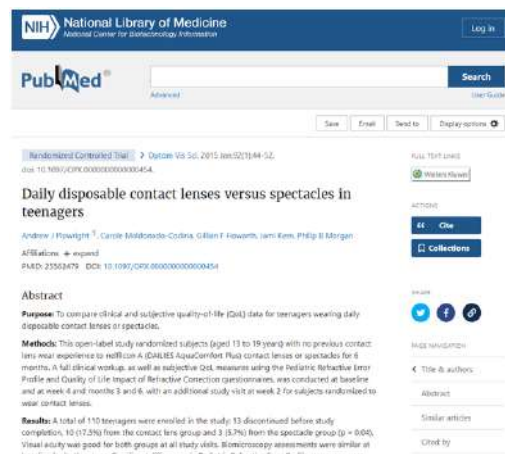 NIH National Library of Medicine
National Center for Biotechnology Information
Log in
PubMed®
Search
Advanced
User Guide
Save
Email
Send to
Display options
Randomized Controlled Trial
Optom Vis Sci. 2015 Jan;92(1):44-52.
doi: 10.1097/OPX.0000000000000454.
Daily disposable contact lenses versus spectacles in
teenagers
Andrew J Plowright 1, Carole Maldonado-Codina, Gillian F Howarth, Jami Kern, Philip B Morgan
Affiliations + expand
PMID: 25562479 DOI: 10.1097/OPX.0000000000000454
Abstract
Purpose: To compare clinical and subjective quality-of-life (QoL) data for teenagers wearing daily
disposable contact lenses or spectacles.
Methods: This open-label study randomized subjects (aged 13 to 19 years) with no previous contact
lens wear experience to nelfilcon A (DAILIES AquaComfort Plus) contact lenses or spectacles for 6
months. A full clinical workup, as well as subjective QoL measures using the Pediatric Refractive Error
Profile and Quality of Life Impact of Refractive Correction questionnaires, was conducted at baseline
and at week 4 and months 3 and 6, with an additional study visit at week 2 for subjects randomized to
wear contact lenses.
Results: A total of 110 teenagers were enrolled in the study: 13 discontinued before study
completion, 10 (17.5%) from the contact lens group and 3 (5.7%) from the spectacle group (p = 0.04).
Visual acuity was good for both groups at all study visits. Biomicroscopy assessments were similar at
FULL TEXT LINKS
Wolters Kluwer
ACTIONS
Cite
Collections
SHARE
PAGE NAVIGATION
Title & authors
Abstract
Similar articles
Cited by